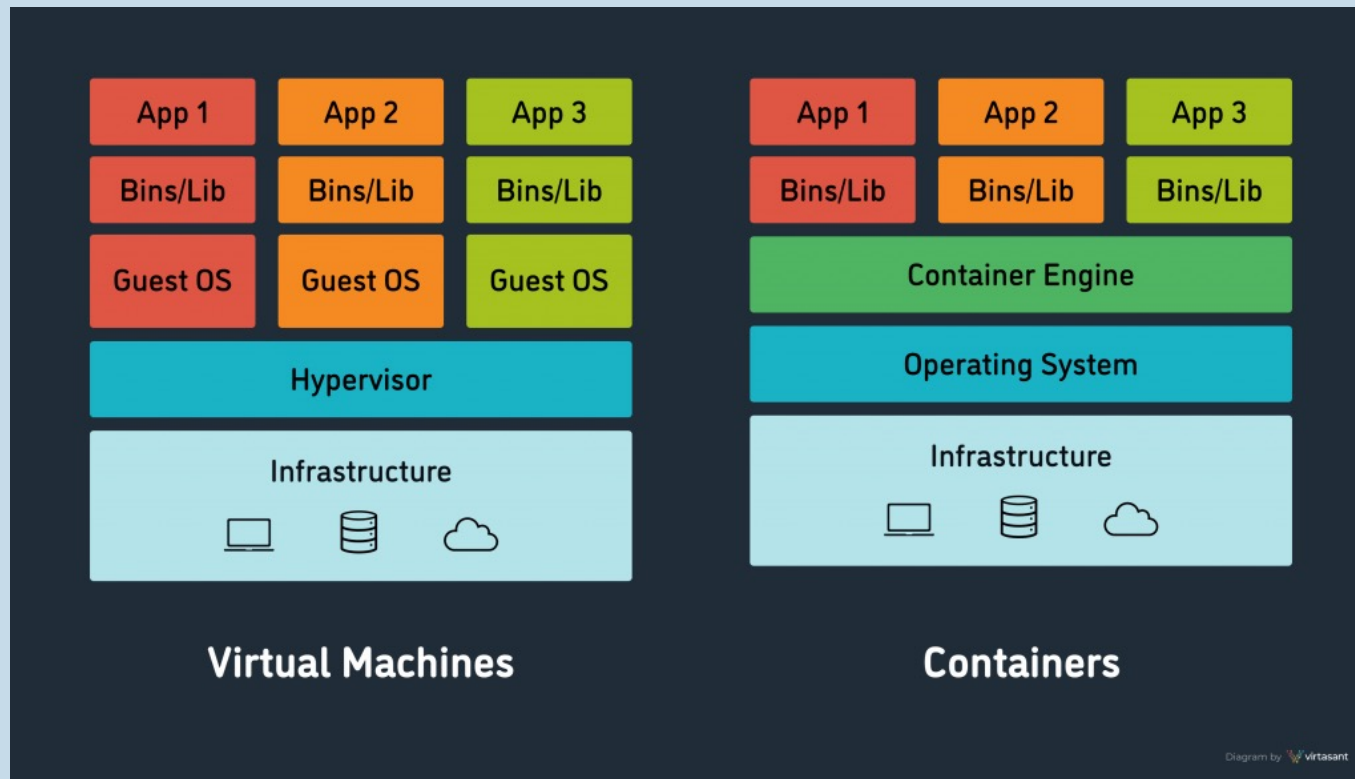 App 1
App 2
App 3
Bins/Lib
Bins/Lib
Bins/Lib
Guest OS
Guest OS
Guest OS
Hypervisor
Infrastructure
Virtual Machines
App 1
App 2
App 3
Bins/Lib
Bins/Lib
Bins/Lib
Container Engine
Operating System
Infrastructure
Containers
Diagram by virtasant